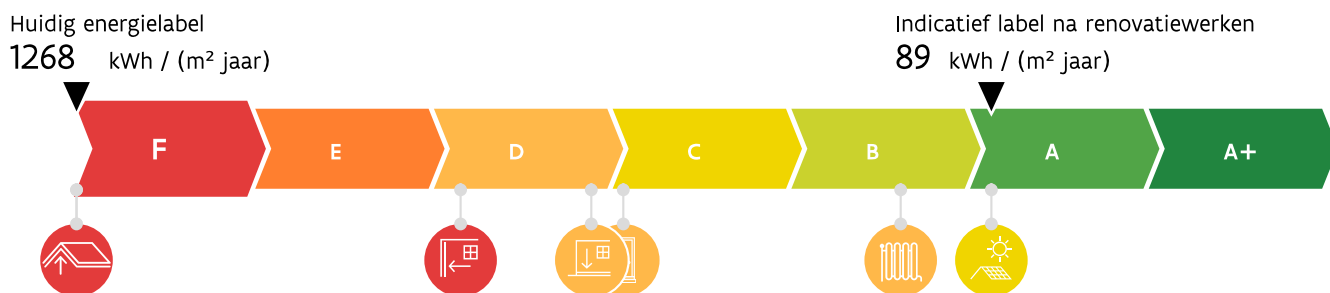 Huidig energielabel
1268 kWh / (m² jaar)
Indicatief label na renovatiewerken
89 kWh / (m² jaar)
F E D C B A A+